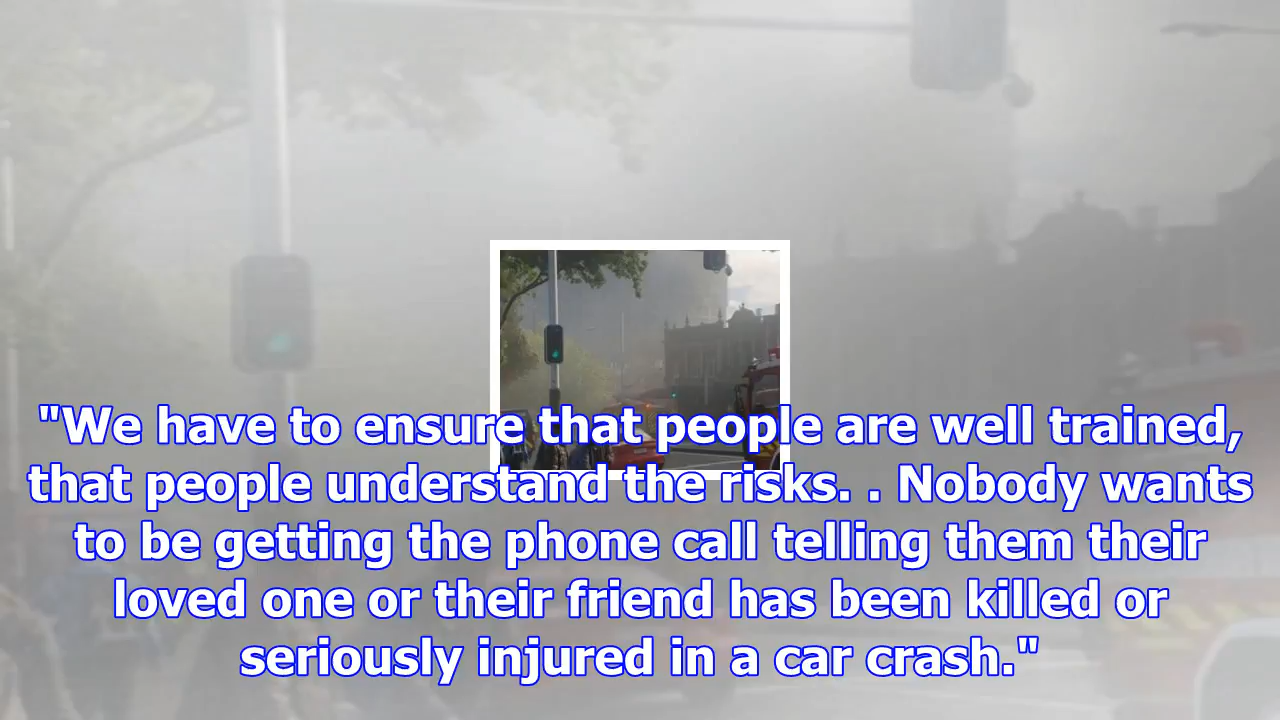 "We have to ensure that people are well trained,
that people understand the risks. . Nobody wants
to be getting the phone call telling them their
loved one or their friend has been killed or
seriously injured in a car crash."